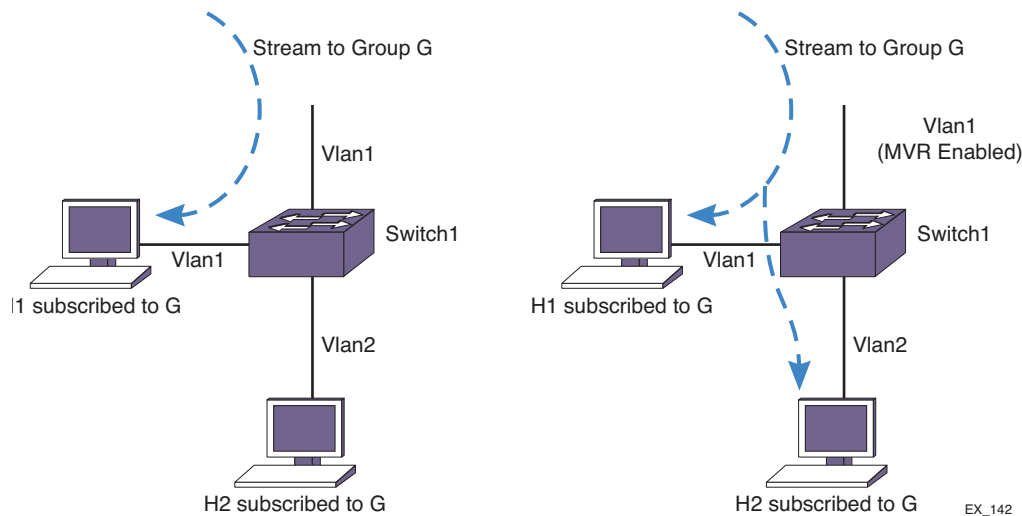 Stream to Group G
Vlan1
Switch1
Vlan1
1 subscribed to G
Vlan2
H2 subscribed to G
Stream to Group G
Vlan1
(MVR Enabled)
Switch1
Vlan1
H1 subscribed to G
Vlan2
H2 subscribed to G
EX_142